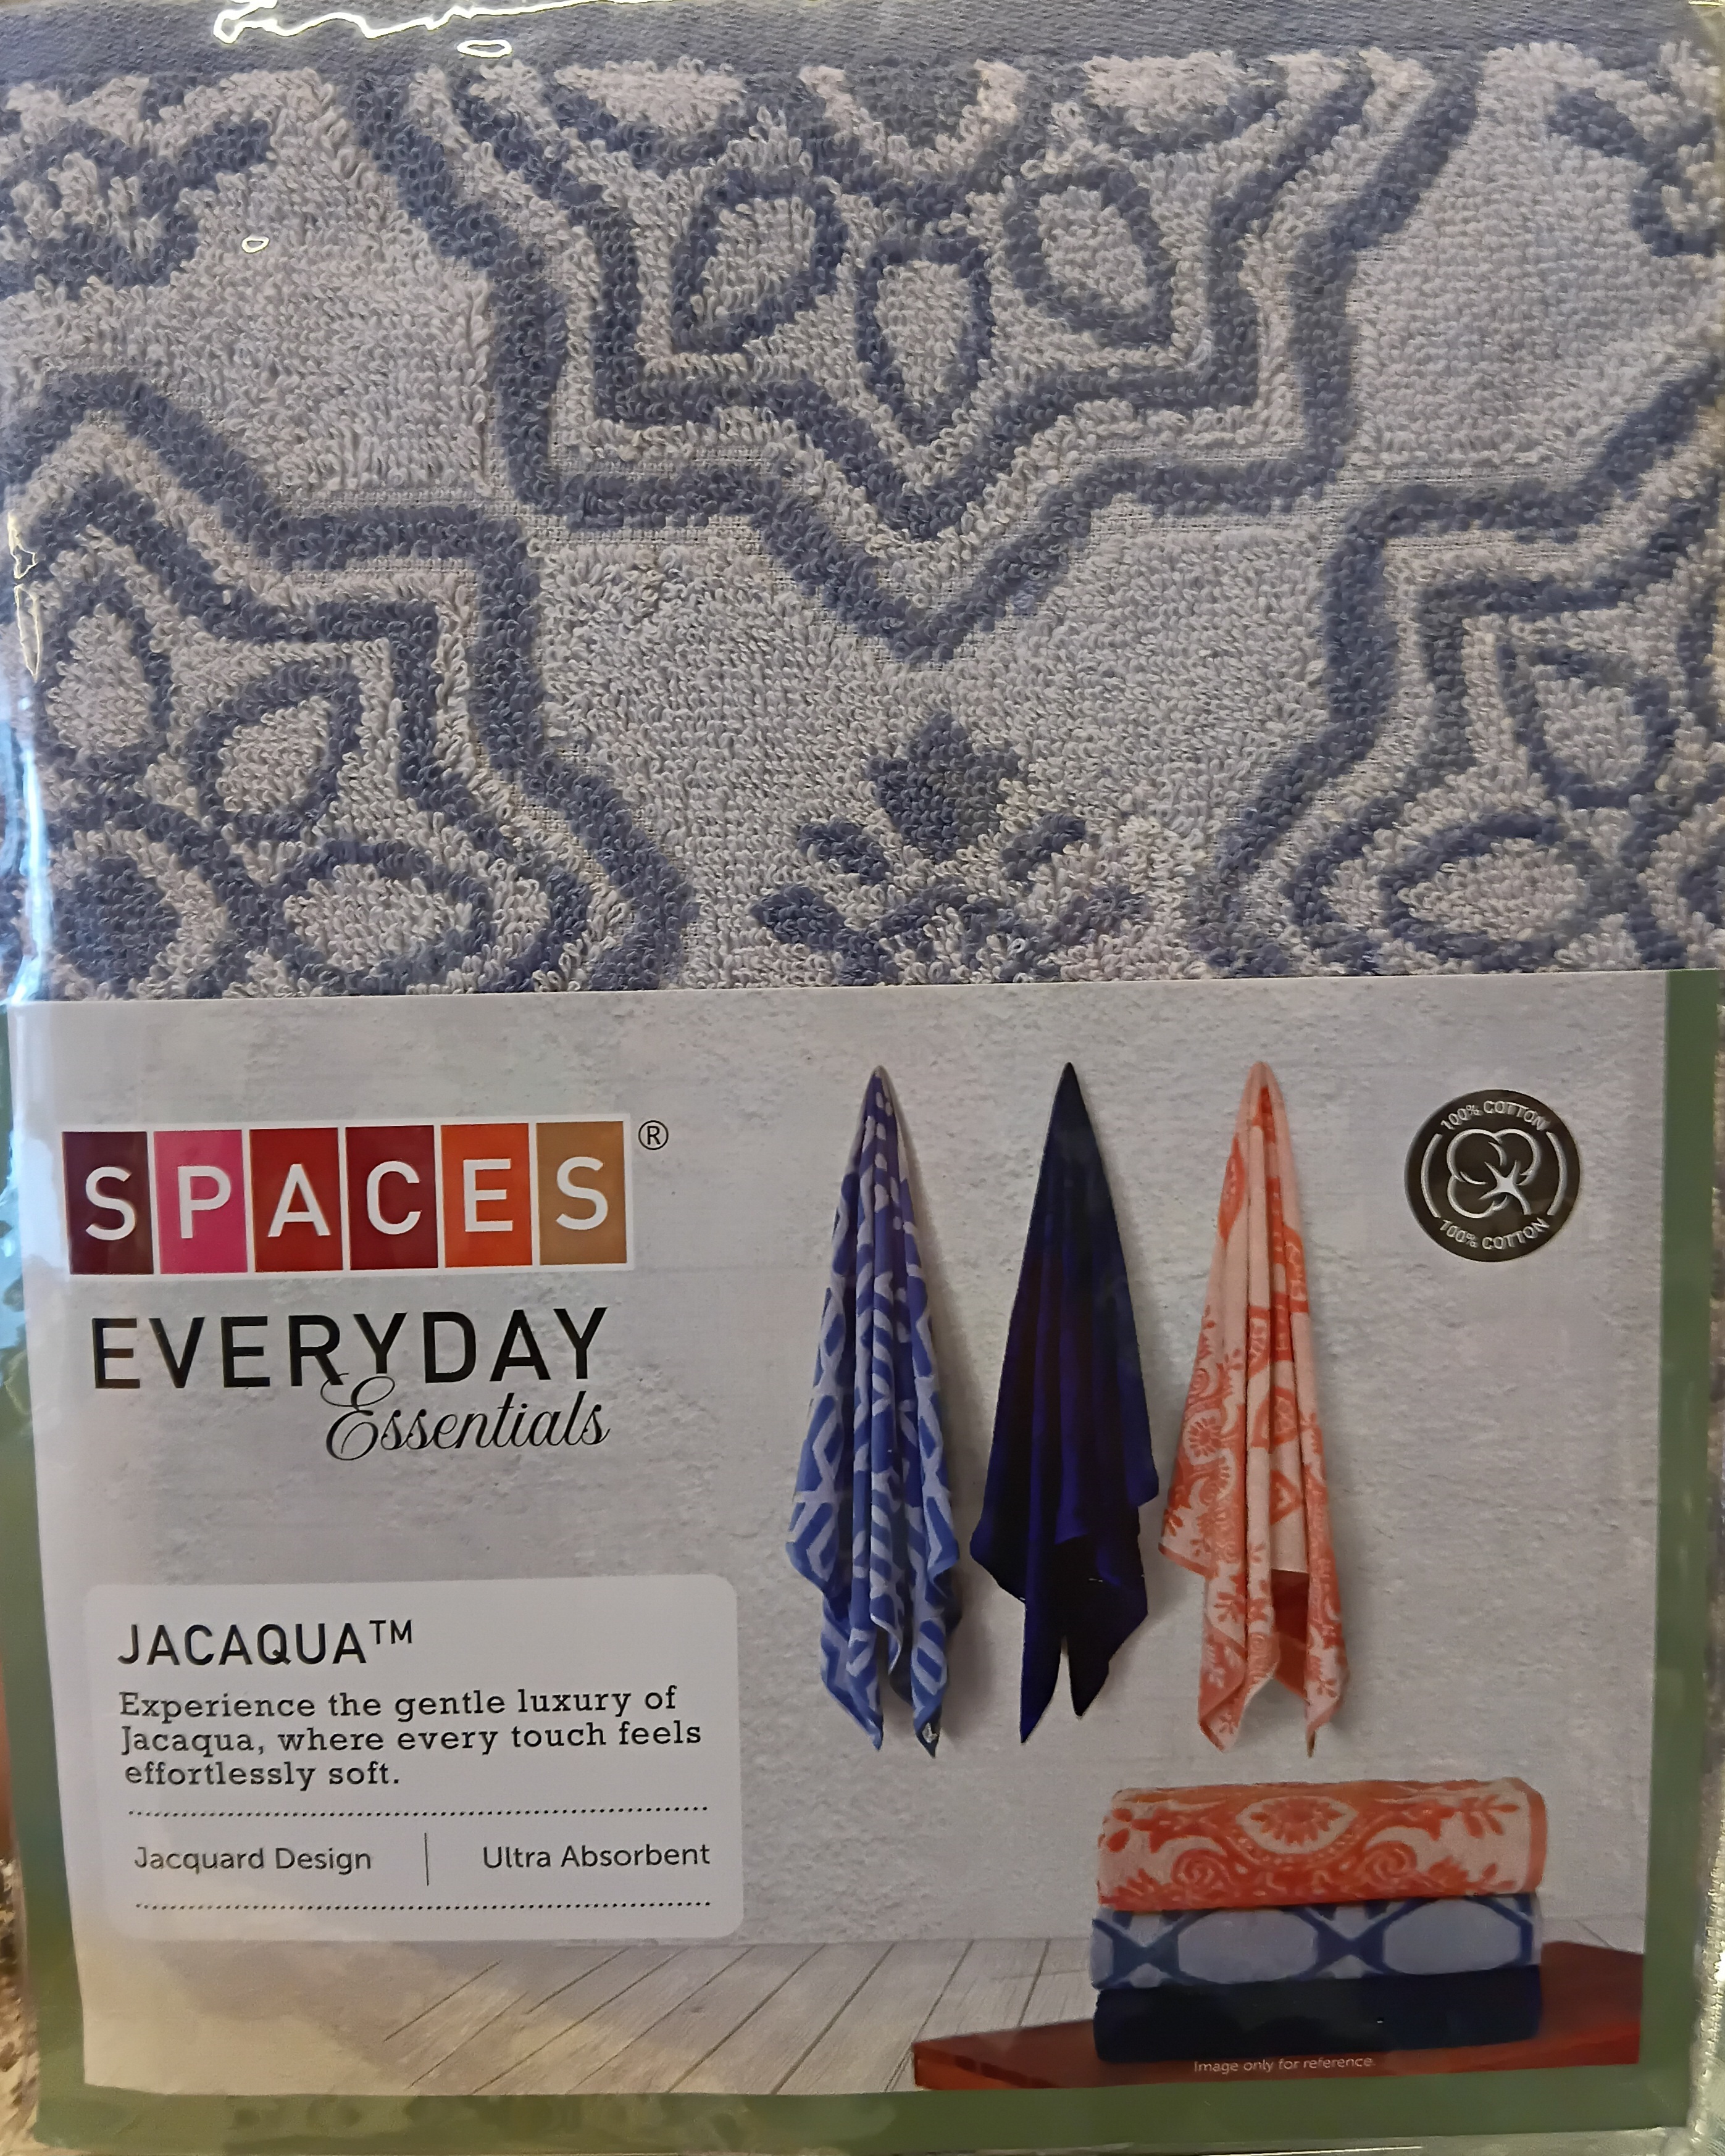 SPACES®
EVERYDAY
Essentials
100% COTTON
100% COTTON
JACAQUA™
Experience the gentle luxury of
Jacaqua, where every touch feels
effortlessly soft.
Jacquard Design | Ultra Absorbent
Image only for reference.